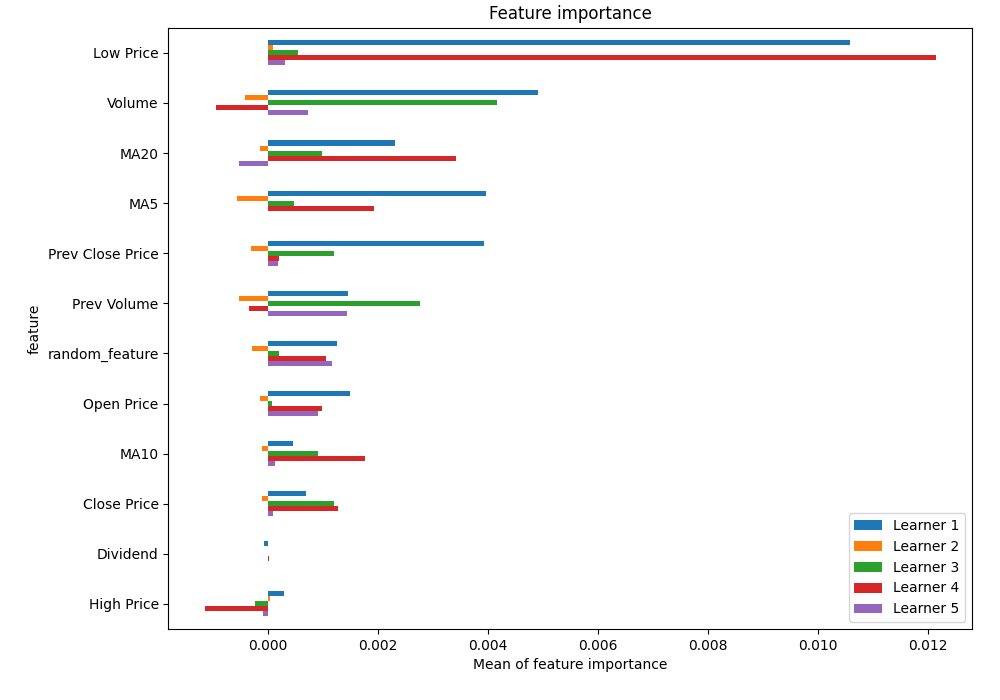 Feature importance
Low Price
Volume
MA20
MA5
Prev Close Price
Prev Volume
random_feature
Open Price
MA10
Close Price
Dividend
High Price
feature
Learner 1
Learner 2
Learner 3
Learner 4
Learner 5
0.000 0.002 0.004 0.006 0.008 0.010 0.012
Mean of feature importance